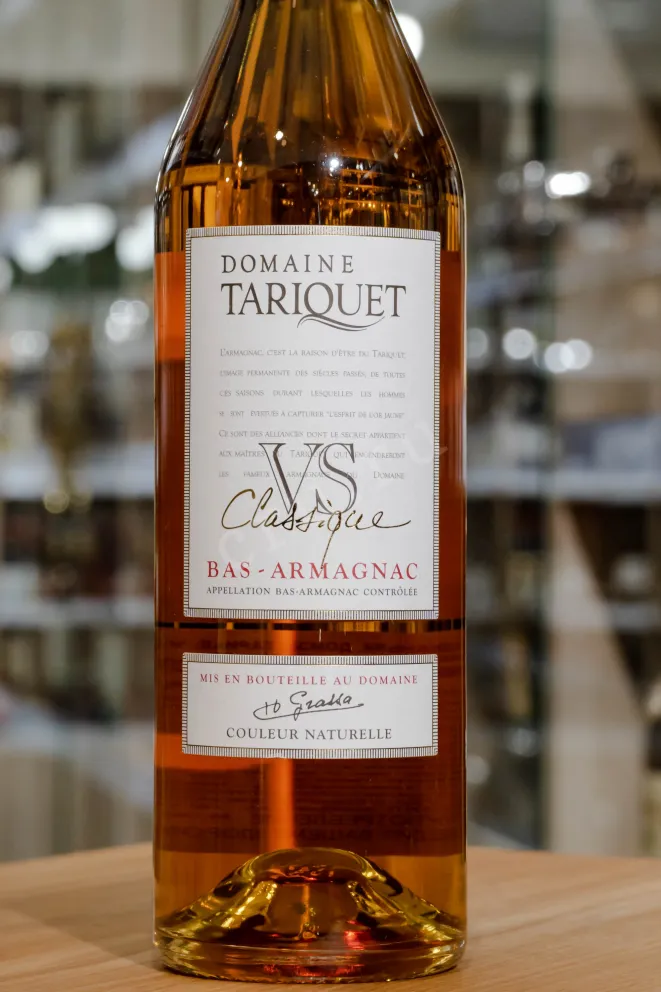 DOMAINE
TARIQUET
L'ARMAGNAC, C'EST LA RAISON D'ÊTRE DU TARIQUET,
L'IMAGE PERMANENTE DES SIÈCLES PASSÉS, DE TOUTES
CES SAISONS DURANT LESQUELLES LES HOMMES
SE SONT ÉVERTUÉS À CAPTURER "L'ESPRIT DE L'OR JAUNE"
CE SONT DES ALLIANCES DONT LE SECRET APPARTIENT
AUX MAÎTRES DU TARIQUET QUI
LES FAMEUX ARMAGNACS DU DOMAINE
VS
Classique
BAS-ARMAGNAC
APPELLATION BAS-ARMAGNAC CONTRÔLÉE
MIS EN BOUTEILLE AU DOMAINE
Grassa
COULEUR NATURELLE